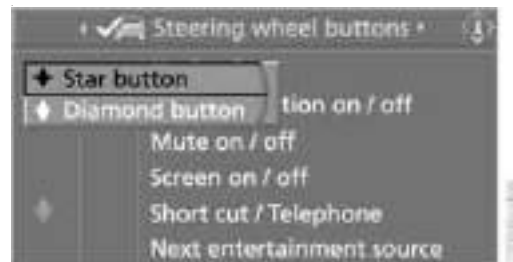 Steering wheel buttons
Star button
Diamond button
tion on / off
Mute on / off
Screen on / off
Short cut / Telephone
Next entertainment source